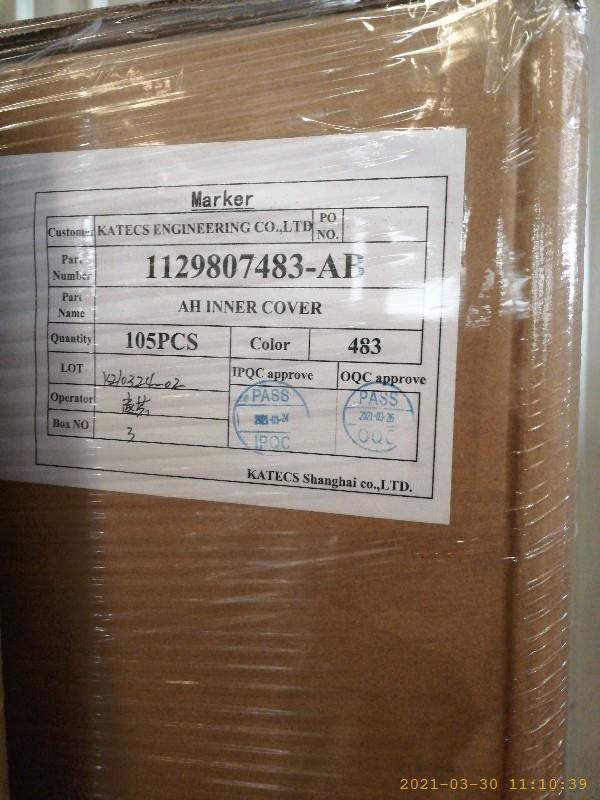 Marker
Customer KATECS ENGINEERING CO.,LTD PO NO.
Part Number 1129807483-AB
Part Name AH INNER COVER
Quantity 105PCS Color 483
LOT Y210324-02 IPQC approve OQC approve
Operator PASS 2021-03-24 IPQC PASS 2021-03-26 OQC
Box NO 3
KATECS Shanghai co.,LTD.
2021-03-30 11:10:39